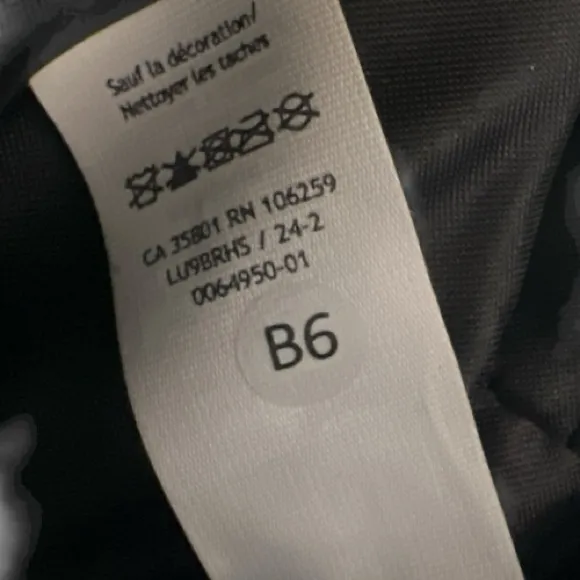 Sauf la décoration/
Nettoyer les taches
CA 35801 RN 106259
LU9BRHS / 24-2
0064950-01
B6